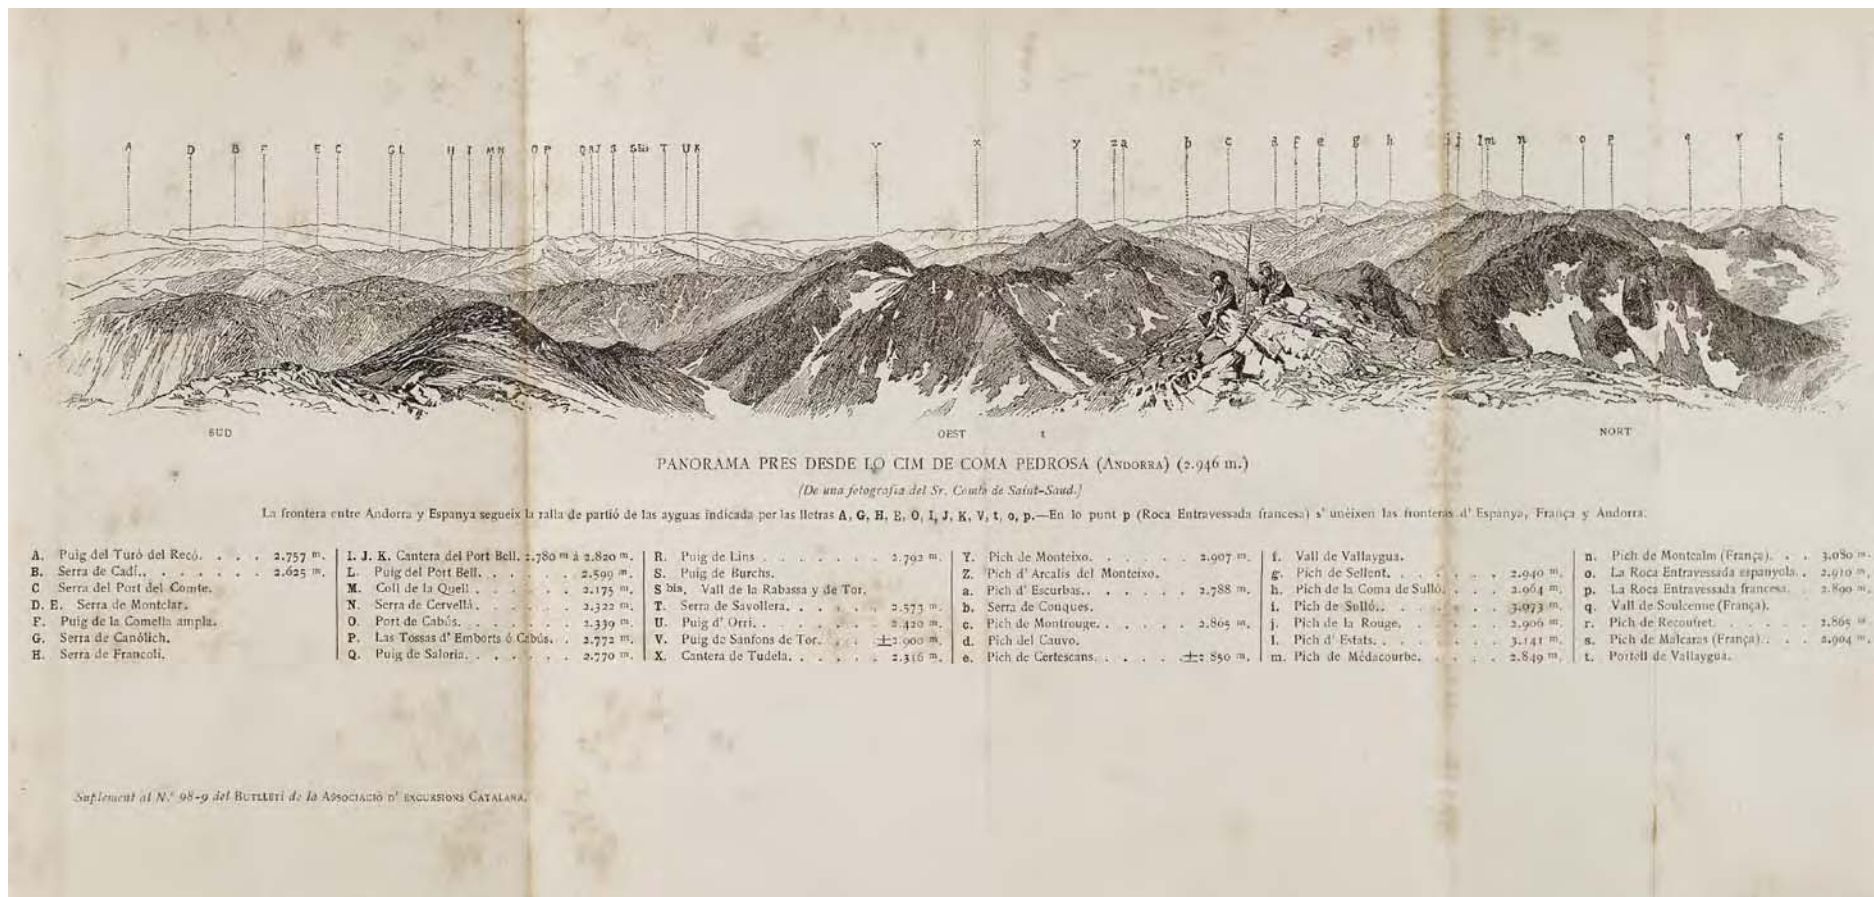 A D B F E C G L H I M N O P Q R J S Sbis T U K V X Y Z a b c d f e g h i j l m n o p q r s
SUD OEST t NORT
PANORAMA PRES DESDE LO CIM DE COMA PEDROSA (ANDORRA) (2.946 m.)
(De una fotografía del Sr. Comte de Saint-Saud.)
La frontera entre Andorra y Espanya segueix la ralla de partió de las ayguas indicada per las lletras A, G, H, E, O, I, J, K, V, t, o, p.—En lo punt p (Roca Entravessada francesa) s' unéixen las fronteras d' Espanya, França y Andorra.
A. Puig del Turó del Recó. . . . 2.757 m.
B. Serra de Cadí. . . . . . . 2.625 m.
C Serra del Port del Comte.
D. E. Serra de Montclar.
F. Puig de la Comella ampla.
G. Serra de Canólich.
H. Serra de Francolí.
I. J. K. Cantera del Port Bell. 2.780 m à 2.820 m.
L. Puig del Port Bell. . . . . . 2.599 m.
M. Coll de la Quell . . . . . . 2.175 m.
N. Serra de Cervellá . . . . . . 2.322 m.
O. Port de Cabús. . . . . . . 2.339 m.
P. Las Tossas d' Emborts ó Cabús. . 2.772 m.
Q. Puig de Saloria. . . . . . . 2.770 m.
R. Puig de Lins . . . . . . . 2.792 m.
S. Puig de Burchs.
S bis. Vall de la Rabassa y de Tor.
T. Serra de Savollera. . . . . . 2.573 m.
U. Puig d' Orri. . . . . . . . 2.420 m.
V. Puig de Sanfons de Tor. . . . ±2.900 m.
X. Cantera de Tudela. . . . . . 2.316 m.
Y. Pich de Monteixo. . . . . . 2.907 m.
Z. Pich d' Arcalís del Monteixo.
a. Pich d' Escurbas. . . . . . 2.788 m.
b. Serra de Conques.
c. Pich de Montrouge. . . . . . 2.865 m.
d. Pich del Cauvo.
e. Pich de Certescans. . . . . ±2 850 m.
f. Vall de Vallaygua.
g. Pich de Sellent. . . . . . . 2.940 m.
h. Pich de la Coma de Sulló. . . . 2.964 m.
i. Pich de Sulló. . . . . . . 3.073 m.
j. Pich de la Rouge. . . . . . 2.906 m.
l. Pich d' Estats. . . . . . . 3.141 m.
m. Pich de Médacourbe. . . . . 2.849 m.
n. Pich de Montcalm (França). . . 3.080 m.
o. La Roca Entravessada espanyola. . 2.910 m.
p. La Roca Entravessada francesa. . 2.890 m.
q. Vall de Soulcenne (França).
r. Pich de Recoufret. . . . . . 2.865 m.
s. Pich de Malcaras (França). . . 2.904 m.
t. Portell de Vallaygua.
Suplement al N.º 98-9 del BUTLLETÍ de la ASSOCIACIÓ D' EXCURSIONS CATALANA.